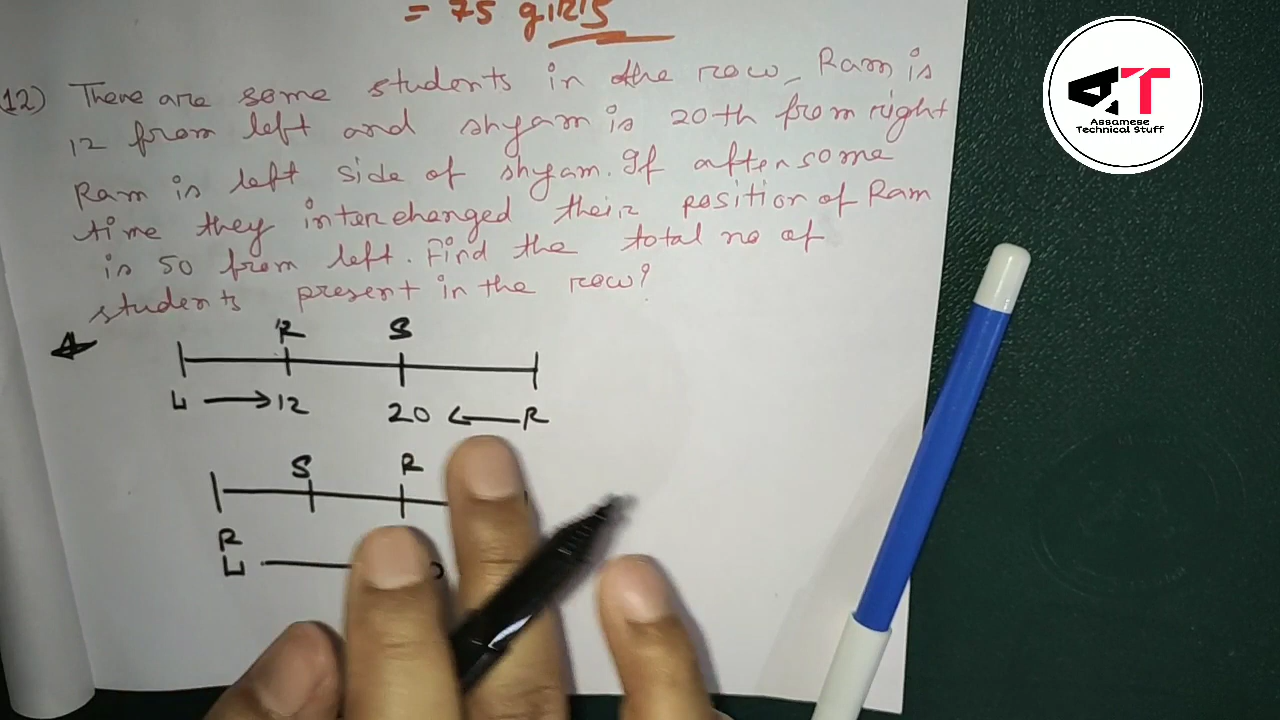 = 75 girls
12) There are some students in the row. Ram is
12 from left and shyam is 20th from right
Ram is left side of shyam. If after some
time they interchanged their position of Ram
is 50 from left. Find the total no of
students present in the row?
R S
L 12 20 R
S R
R
L
AT
Assamese
Technical Stuff